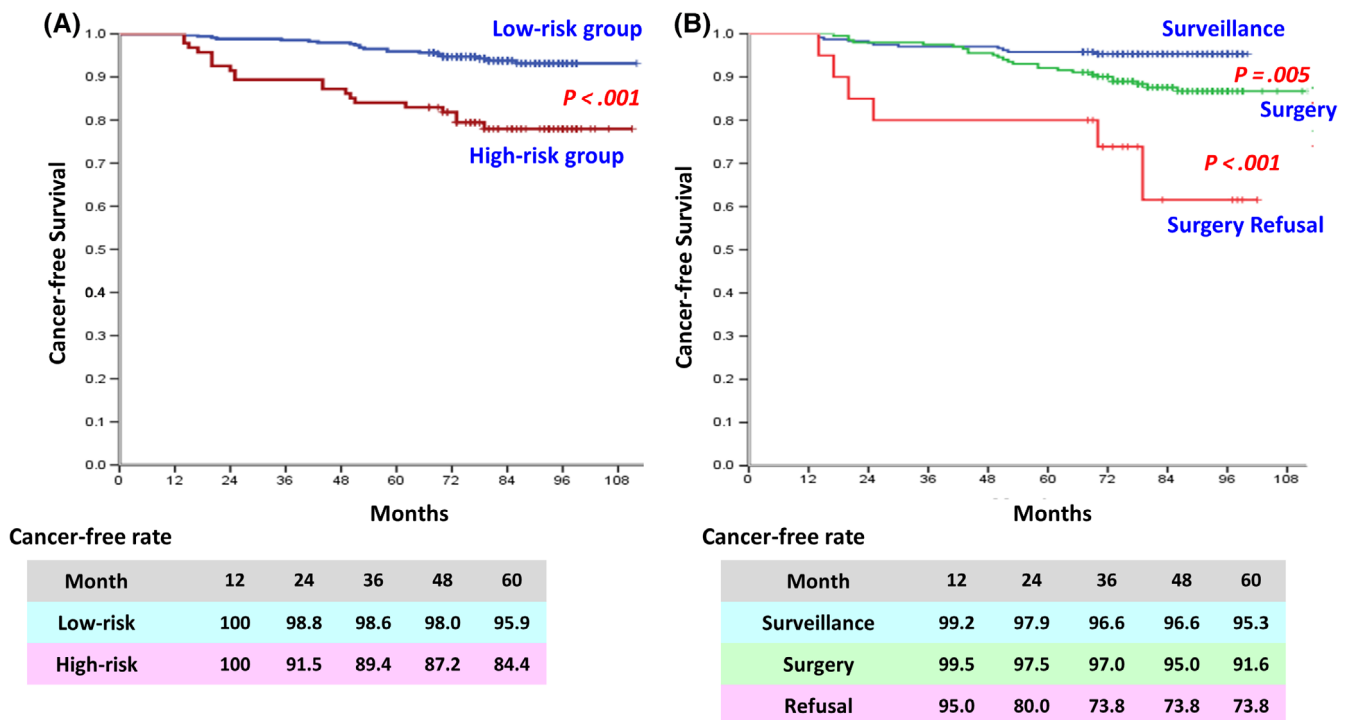 (A)
Low-risk group
P < .001
High-risk group
Cancer-free Survival
1.0
0.9
0.8
0.7
0.6
0.5
0.4
0.3
0.2
0.1
0.0
0 12 24 36 48 60 72 84 96 108
Months
Cancer-free rate
Month 12 24 36 48 60
Low-risk 100 98.8 98.6 98.0 95.9
High-risk 100 91.5 89.4 87.2 84.4
(B)
Surveillance
P = .005
Surgery
P < .001
Surgery Refusal
Cancer-free Survival
1.0
0.9
0.8
0.7
0.6
0.5
0.4
0.3
0.2
0.1
0.0
0 12 24 36 48 60 72 84 96 108
Months
Cancer-free rate
Month 12 24 36 48 60
Surveillance 99.2 97.9 96.6 96.6 95.3
Surgery 99.5 97.5 97.0 95.0 91.6
Refusal 95.0 80.0 73.8 73.8 73.8